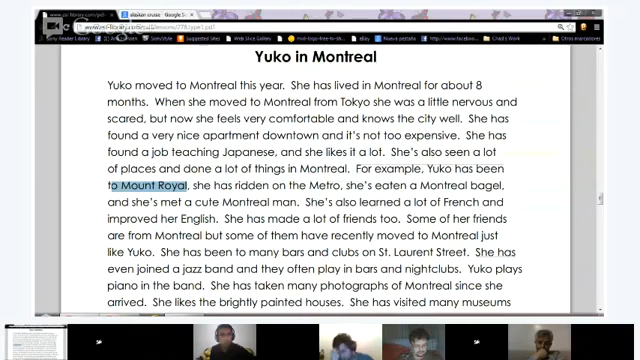 alaskan cruise - Google S
Yuko in Montreal
Yuko moved to Montreal this year. She has lived in Montreal for about 8
months. When she moved to Montreal from Tokyo she was a little nervous and
scared, but now she feels very comfortable and knows the city well. She has
found a very nice apartment downtown and it's not too expensive. She has
found a job teaching Japanese, and she likes it a lot. She's also seen a lot
of places and done a lot of things in Montreal. For example, Yuko has been
to Mount Royal, she has ridden on the Metro, she's eaten a Montreal bagel,
and she's met a cute Montreal man. She's also learned a lot of French and
improved her English. She has made a lot of friends too. Some of her friends
are from Montreal but some of them have recently moved to Montreal just
like Yuko. She has been to many bars and clubs on St. Laurent Street. She has
even joined a jazz band and they often play in bars and nightclubs. Yuko plays
piano in the band. She has taken many photographs of Montreal since she
arrived. She likes the brightly painted houses. She has visited many museums